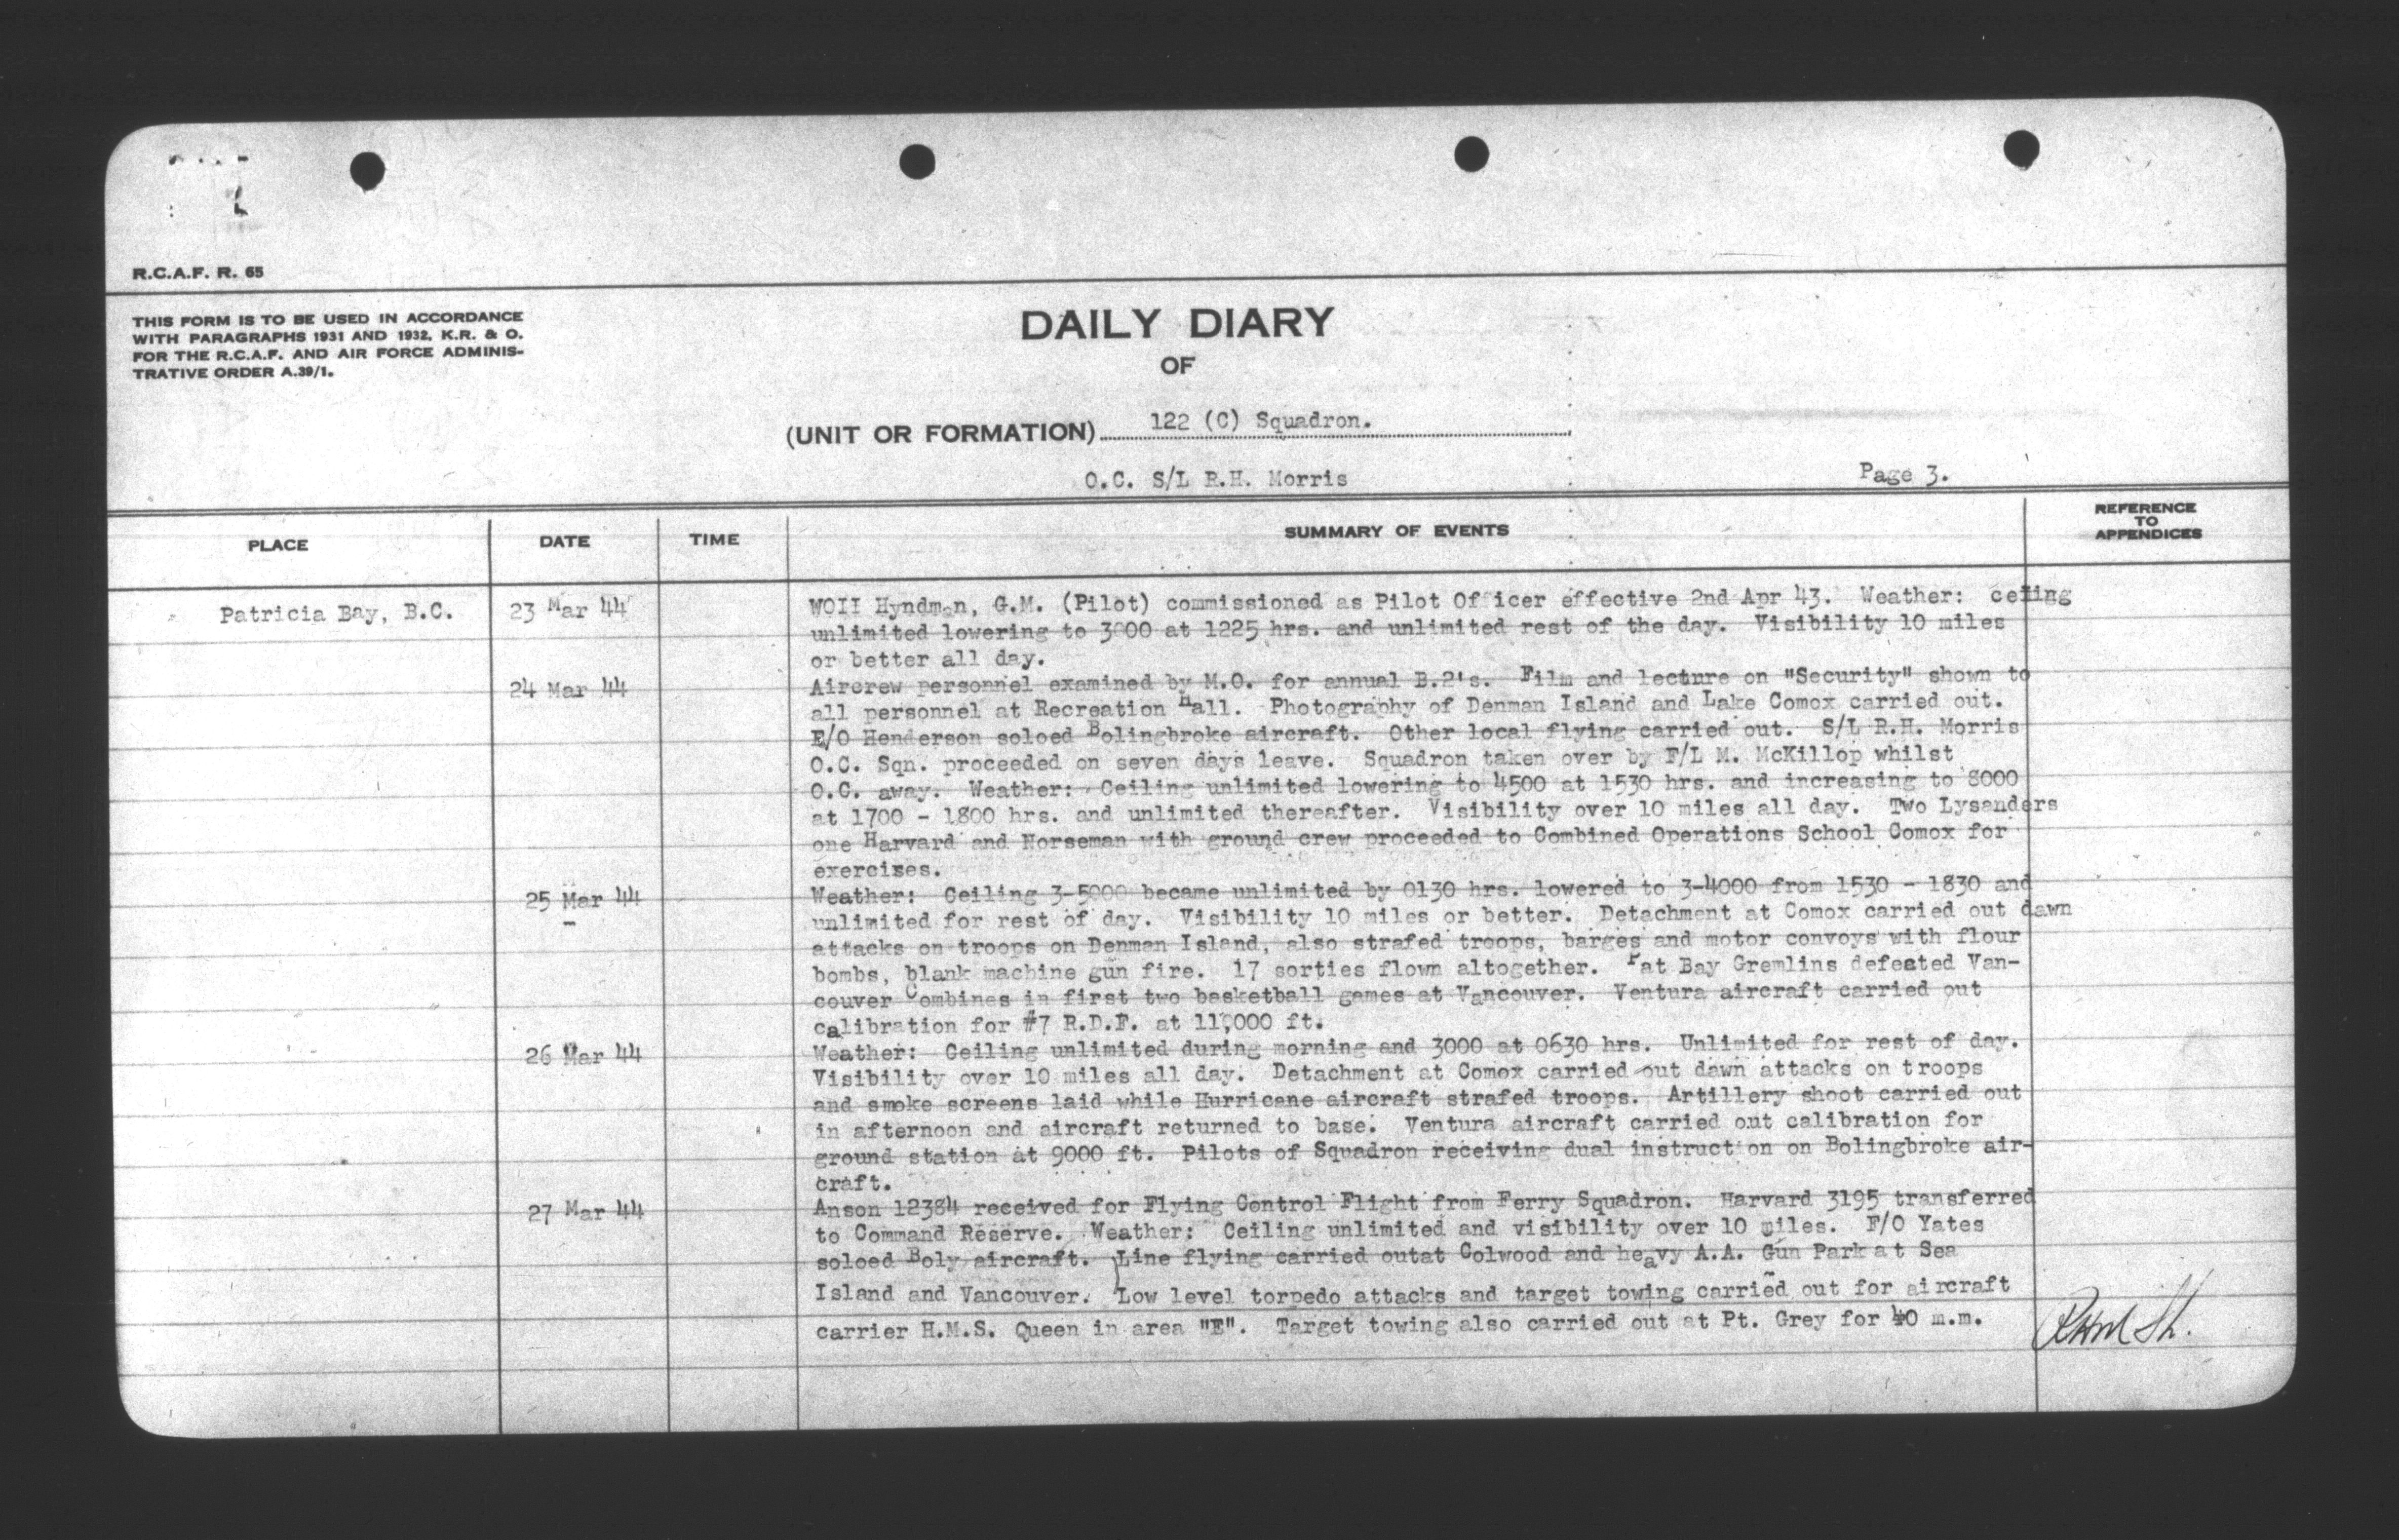 R.C.A.F. R. 65
THIS FORM IS TO BE USED IN ACCORDANCE
WITH PARAGRAPHS 1931 AND 1932, K.R. & O.
FOR THE R.C.A.F. AND AIR FORCE ADMINIS-
TRATIVE ORDER A.39/1.
DAILY DIARY
OF
(UNIT OR FORMATION) 122 (C) Squadron.
O.C. S/L R.H. Morris
Page 3.
PLACE DATE TIME SUMMARY OF EVENTS REFERENCE TO APPENDICES
Patricia Bay, B.C. 23 Mar 44 WOII Hyndman, G.M. (Pilot) commissioned as Pilot Officer effective 2nd Apr 43. Weather: ceiing
unlimited lowering to 3000 at 1225 hrs. and unlimited rest of the day. Visibility 10 miles
or better all day.
24 Mar 44 Aircrew personnel examined by M.O. for annual B.2's. Film and lecture on "Security" shown to
all personnel at Recreation Hall. Photography of Denman Island and Lake Comox carried out.
F/O Henderson soloed Bolingbroke aircraft. Other local flying carried out. S/L R.H. Morris
O.C. Sqn. proceeded on seven days leave. Squadron taken over by F/L M. McKillop whilst
O.C. away. Weather: Ceiling unlimited lowering to 4500 at 1530 hrs. and increasing to 8000
at 1700 - 1800 hrs. and unlimited thereafter. Visibility over 10 miles all day. Two Lysanders
one Harvard and Norseman with ground crew proceeded to Combined Operations School Comox for
exercises.
25 Mar 44 Weather: Ceiling 3-5000 became unlimited by 0130 hrs. lowered to 3-4000 from 1530 - 1830 and
unlimited for rest of day. Visibility 10 miles or better. Detachment at Comox carried out dawn
attacks on troops on Denman Island, also strafed troops, barges and motor convoys with flour
bombs, blank machine gun fire. 17 sorties flown altogether. Pat Bay Gremlins defeated Van-
couver Combines in first two basketball games at Vancouver. Ventura aircraft carried out
calibration for #7 R.D.F. at 11,000 ft.
26 Mar 44 Weather: Ceiling unlimited during morning and 3000 at 0630 hrs. Unlimited for rest of day.
Visibility over 10 miles all day. Detachment at Comox carried out dawn attacks on troops
and smoke screens laid while Hurricane aircraft strafed troops. Artillery shoot carried out
in afternoon and aircraft returned to base. Ventura aircraft carried out calibration for
ground station at 9000 ft. Pilots of Squadron receiving dual instruction on Bolingbroke air-
craft.
27 Mar 44 Anson 12384 received for Flying Control Flight from Ferry Squadron. Harvard 3195 transferred
to Command Reserve. Weather: Ceiling unlimited and visibility over 10 miles. F/O Yates
soloed Boly aircraft. Line flying carried outat Colwood and heavy A.A. Gun Park at Sea
Island and Vancouver. Low level torpedo attacks and target towing carried out for aircraft
carrier H.M.S. Queen in area "E". Target towing also carried out at Pt. Grey for 40 m.m.